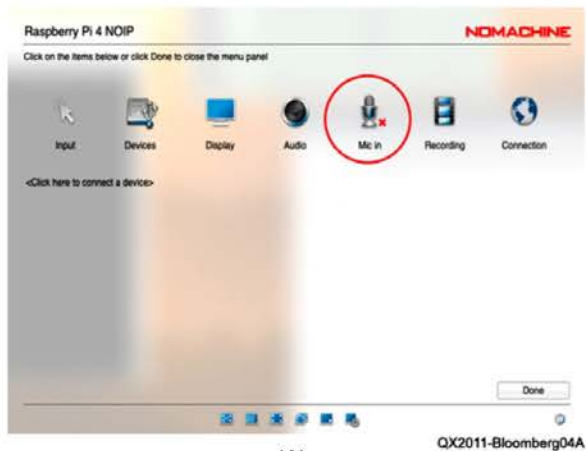 Raspberry Pi 4 NOIP
NOMACHINE
Click on the items below or click Done to close the menu panel
Input
Devices
Display
Audio
Mic in
Recording
Connection
<Click here to connect a device>
Done
QX2011-Bloomberg04A